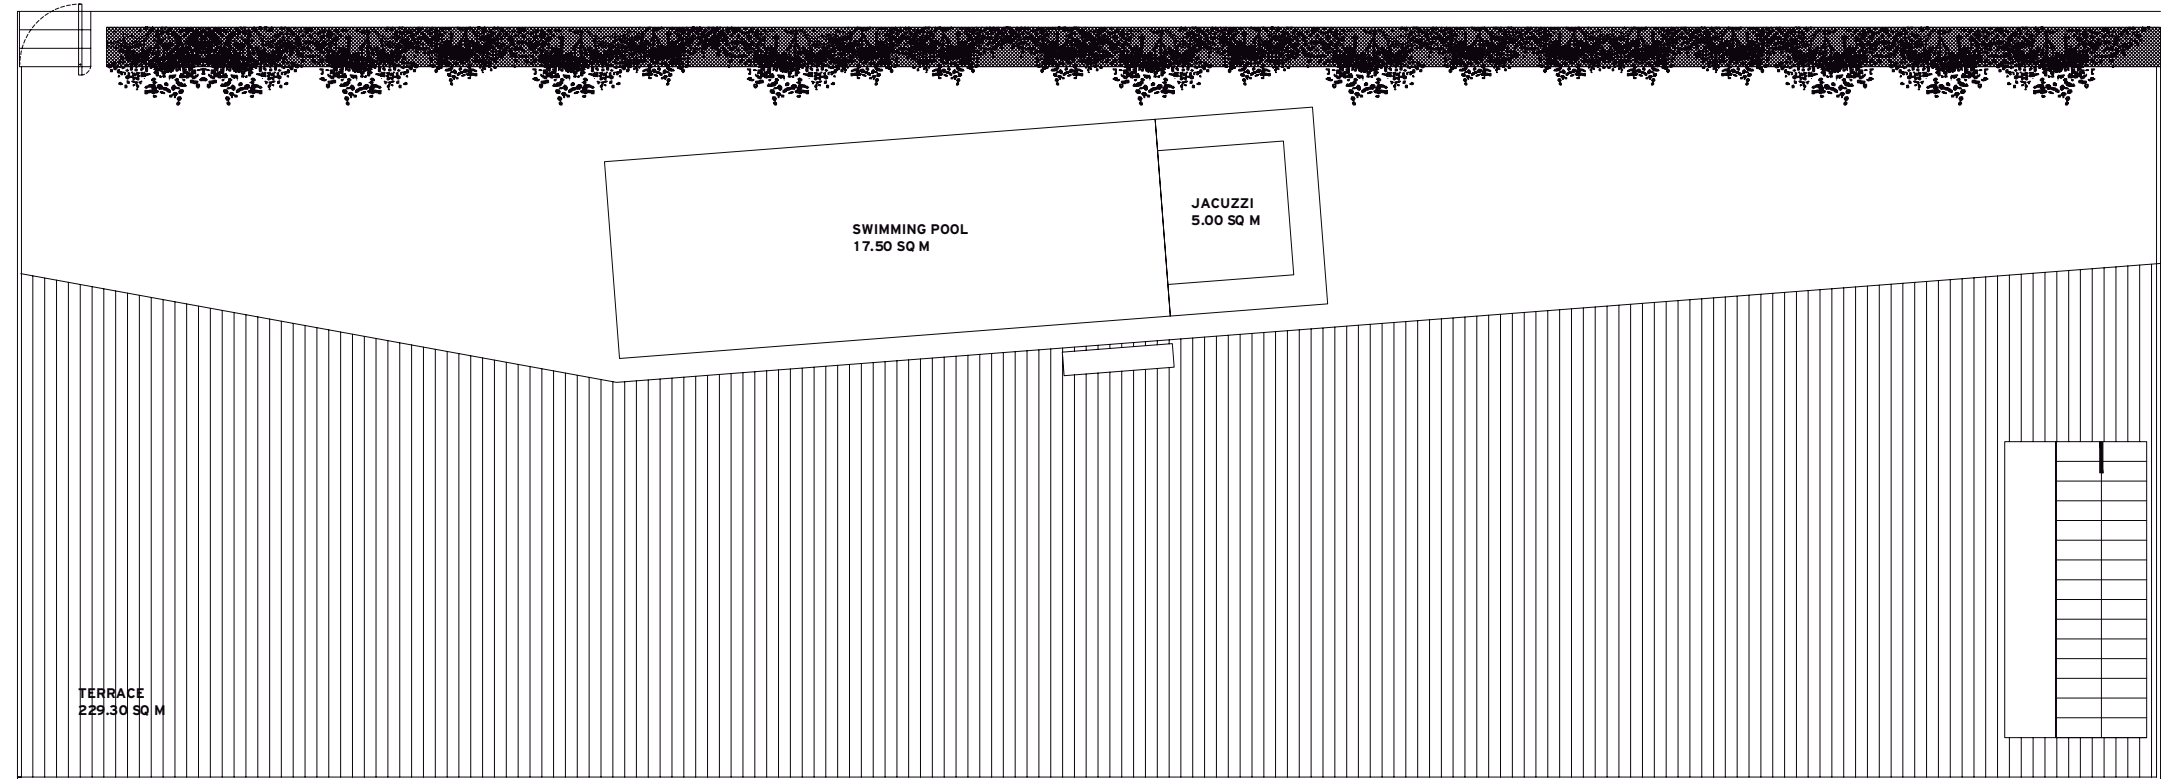 JACUZZI
5.00 SQ M
SWIMMING POOL
17.50 SQ M
TERRACE
229.30 SQ M